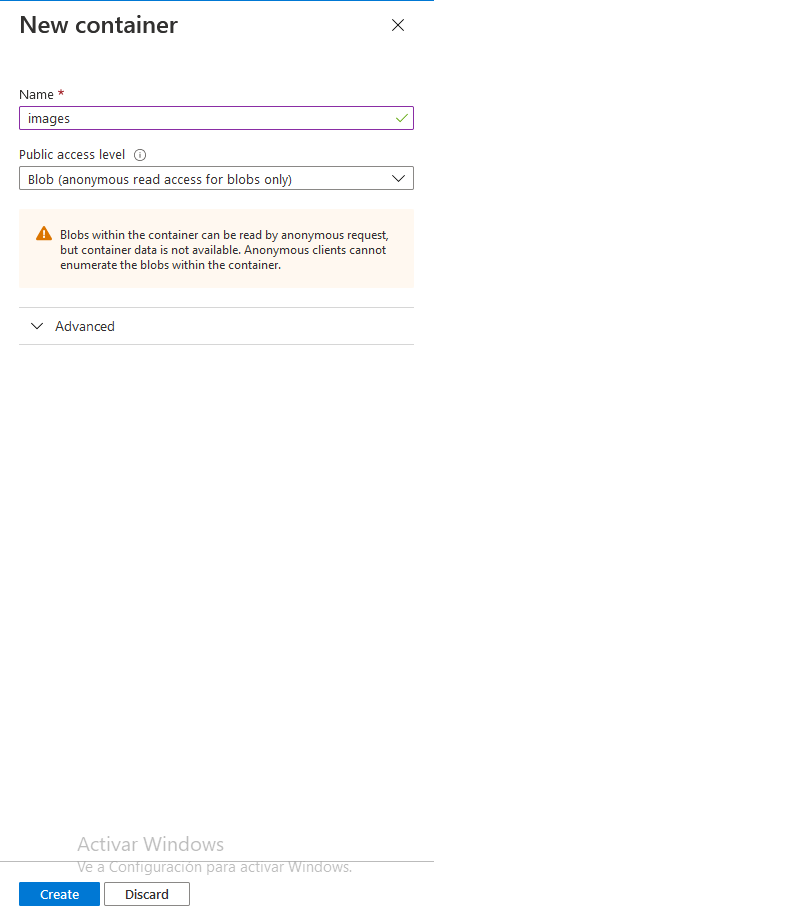 New container
Name *
images
Public access level
Blob (anonymous read access for blobs only)
Blobs within the container can be read by anonymous request,
but container data is not available. Anonymous clients cannot
enumerate the blobs within the container.
Advanced
Activar Windows
Ve a Configuración para activar Windows.
Create
Discard